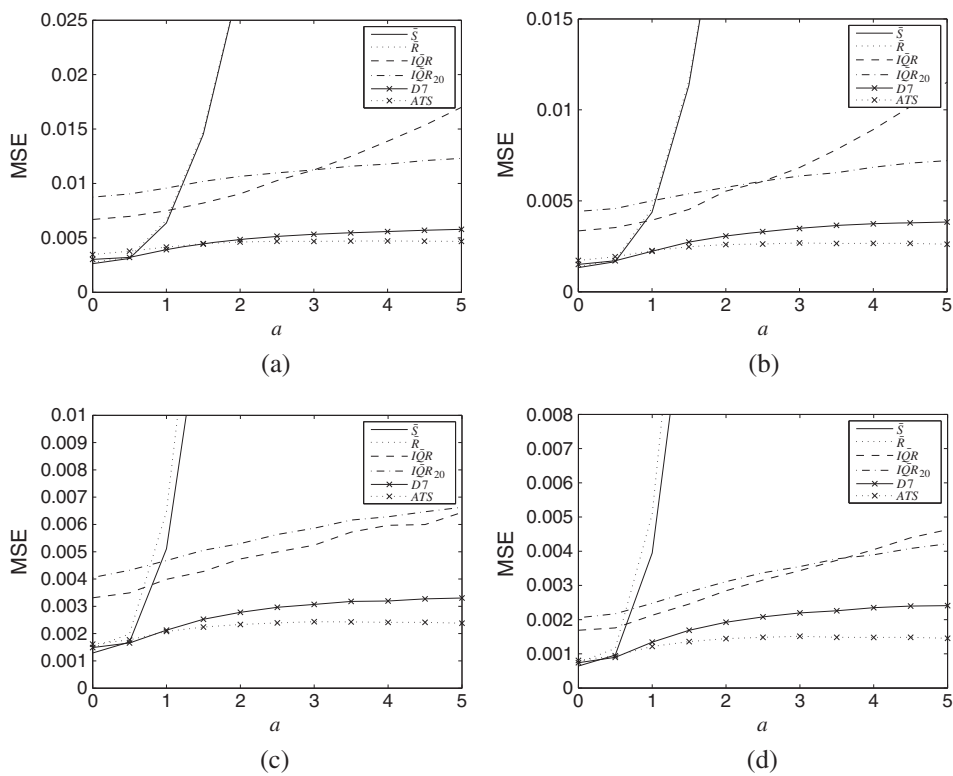 0.025
0.02
0.015
0.01
0.005
0
MSE
0 1 2 3 4 5
a
S̄
R̄
IQ̄R
IQ̄R₂₀
D7
ATS
(a)
0.015
0.01
0.005
0
MSE
0 1 2 3 4 5
a
S̄
R̄
IQ̄R
IQ̄R₂₀
D7
ATS
(b)
0.01
0.009
0.008
0.007
0.006
0.005
0.004
0.003
0.002
0.001
0
MSE
0 1 2 3 4 5
a
S̄
R̄
IQ̄R
IQ̄R₂₀
D7
ATS
(c)
0.008
0.007
0.006
0.005
0.004
0.003
0.002
0.001
0
MSE
0 1 2 3 4 5
a
S̄
R̄
IQ̄R
IQ̄R₂₀
D7
ATS
(d)